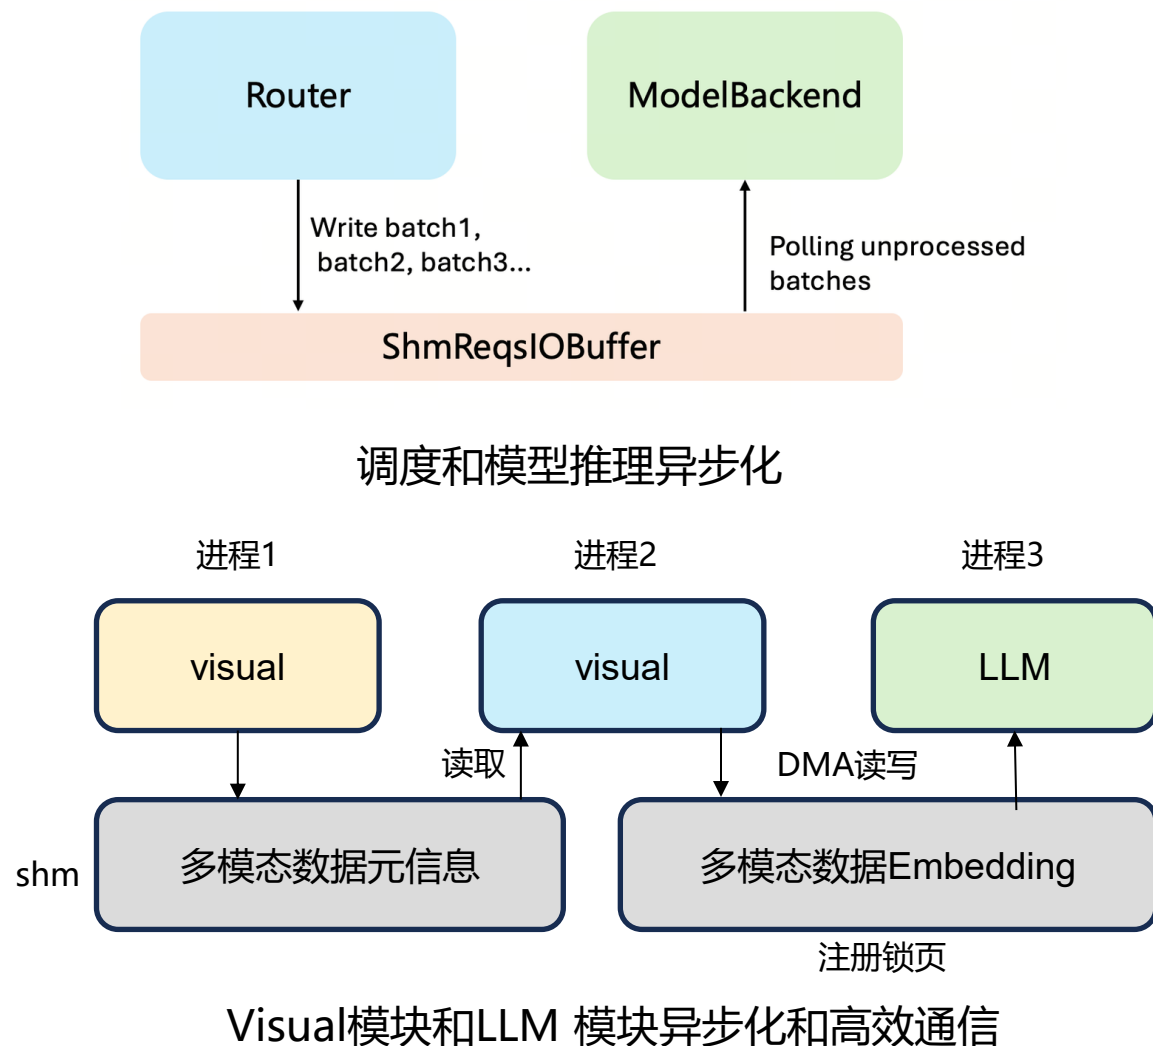 Router
ModelBackend
Write batch1,
batch2, batch3...
Polling unprocessed
batches
ShmReqsIOBuffer
调度和模型推理异步化
进程1
进程2
进程3
visual
visual
LLM
读取
DMA读写
shm
多模态数据元信息
多模态数据Embedding
注册锁页
Visual模块和LLM 模块异步化和高效通信